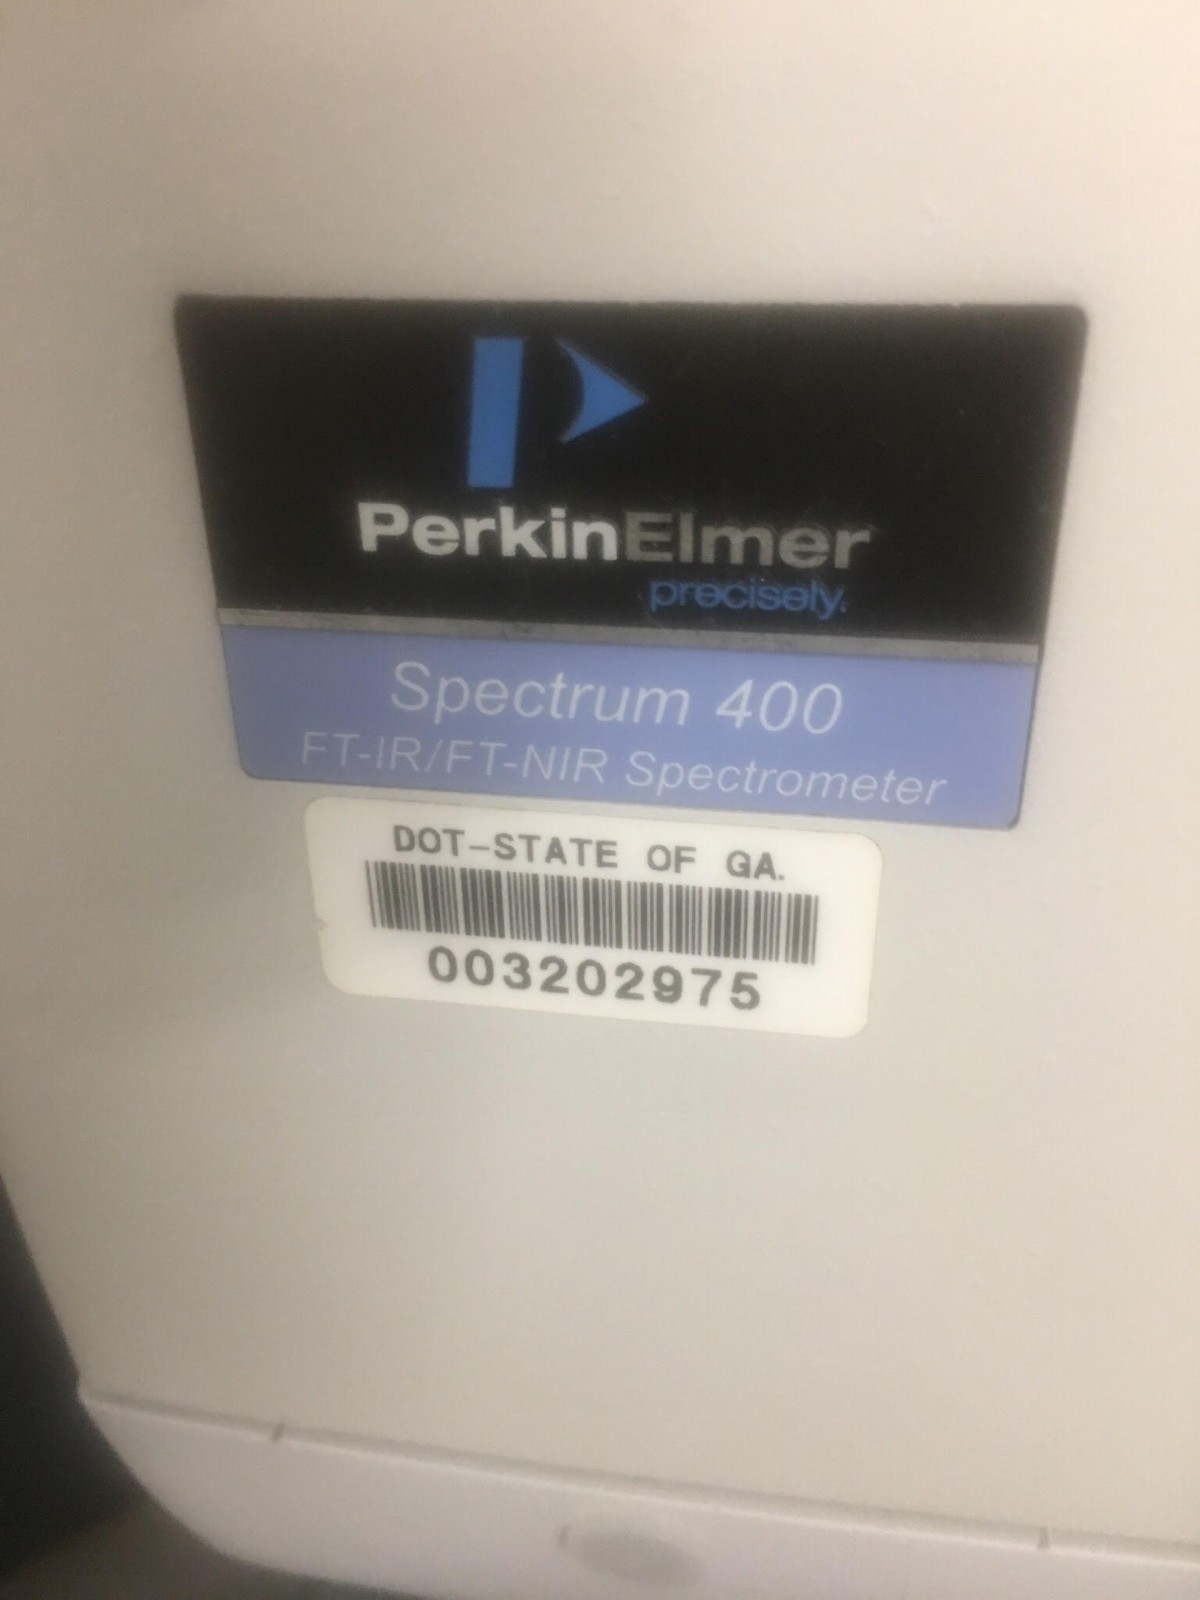 PerkinElmer
precisely.
Spectrum 400
FT-IR/FT-NIR Spectrometer
DOT-STATE OF GA.
003202975